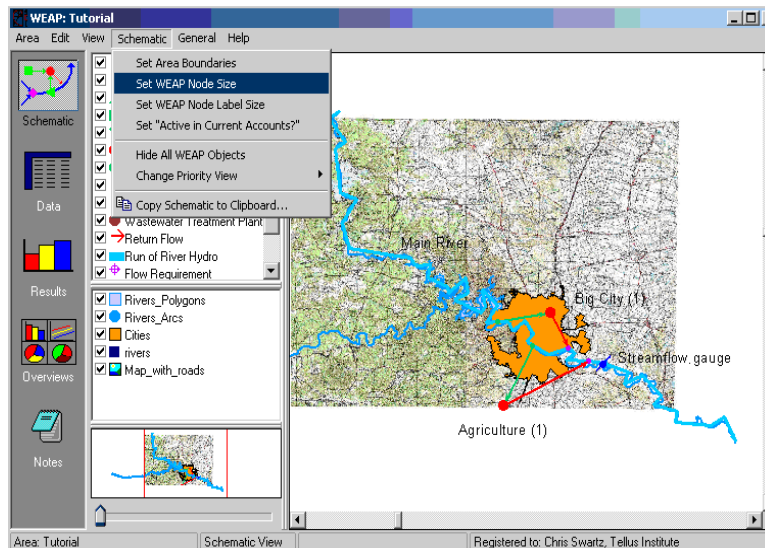 WEAP: Tutorial
Area Edit View Schematic General Help
Set Area Boundaries
Set WEAP Node Size
Set WEAP Node Label Size
Set "Active in Current Accounts?"
Hide All WEAP Objects
Change Priority View
Copy Schematic to Clipboard...
Wastewater Treatment Plant
Return Flow
Run of River Hydro
Flow Requirement
Rivers_Polygons
Rivers_Arcs
Cities
rivers
Map_with_roads
Schematic
Data
Results
Overviews
Notes
Main River
Big City (1)
Streamflow gauge
Agriculture (1)
Area: Tutorial
Schematic View
Registered to: Chris Swartz, Tellus Institute